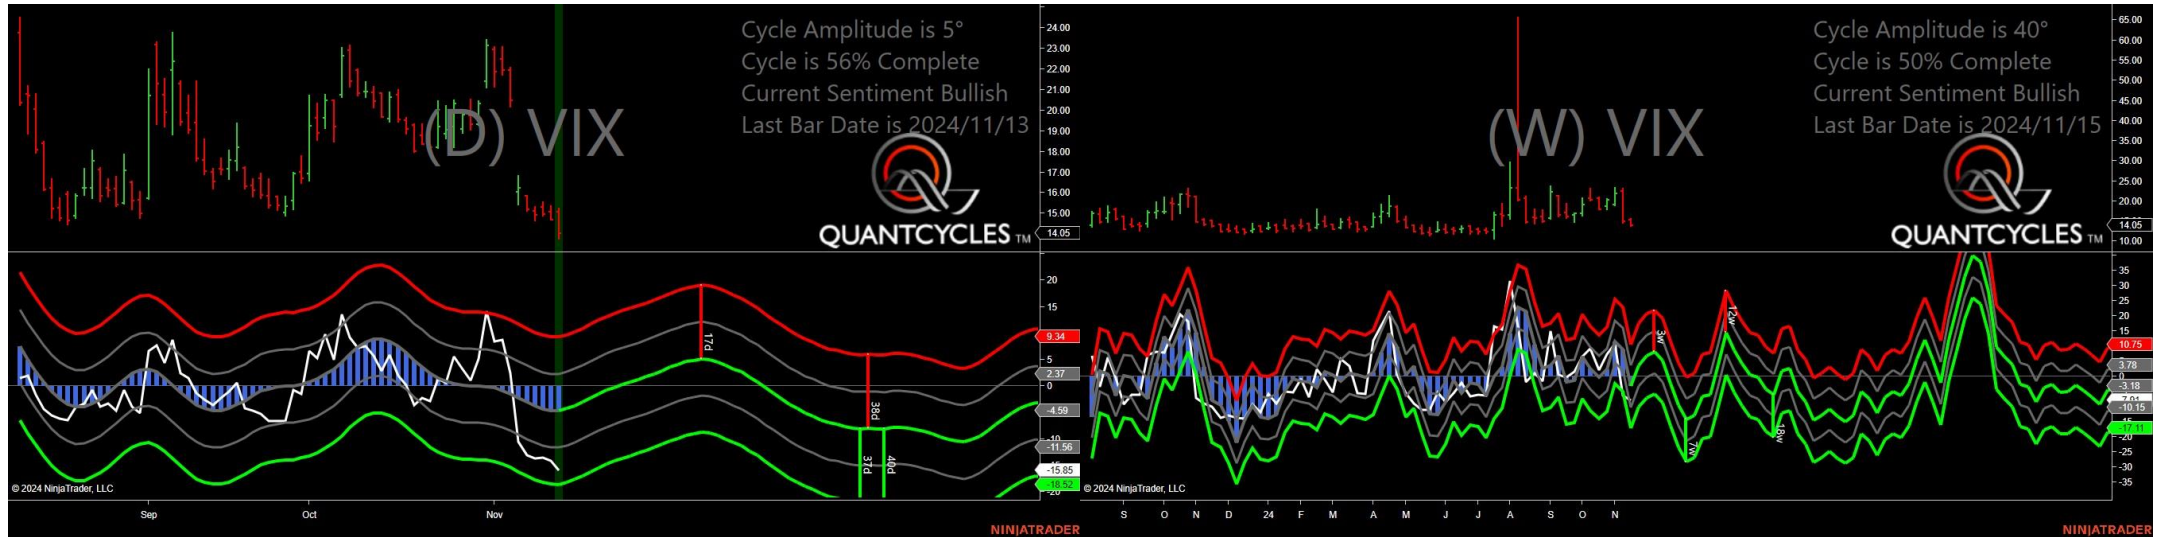 Cycle Amplitude is 5°
Cycle is 56% Complete
Current Sentiment Bullish
Last Bar Date is 2024/11/13
(D) VIX
QUANTCYCLES TM
24.00
23.00
22.00
21.00
20.00
19.00
18.00
17.00
16.00
15.00
14.05
20
15
9.34
5
2.37
0
-4.59
-10
-11.56
-15.85
-18.52
-20
17d
38d
37d
40d
© 2024 NinjaTrader, LLC
Sep
Oct
Nov
NINJATRADER
Cycle Amplitude is 40°
Cycle is 50% Complete
Current Sentiment Bullish
Last Bar Date is 2024/11/15
(W) VIX
QUANTCYCLES TM
65.00
60.00
55.00
50.00
45.00
40.00
35.00
30.00
25.00
20.00
14.05
10.00
35
30
25
20
15
10.75
3.78
0
-3.18
-10.15
-17.11
-20
-25
-30
-35
3w
12w
7w
18w
© 2024 NinjaTrader, LLC
S O N D 24 F M A M J J A S O N
NINJATRADER